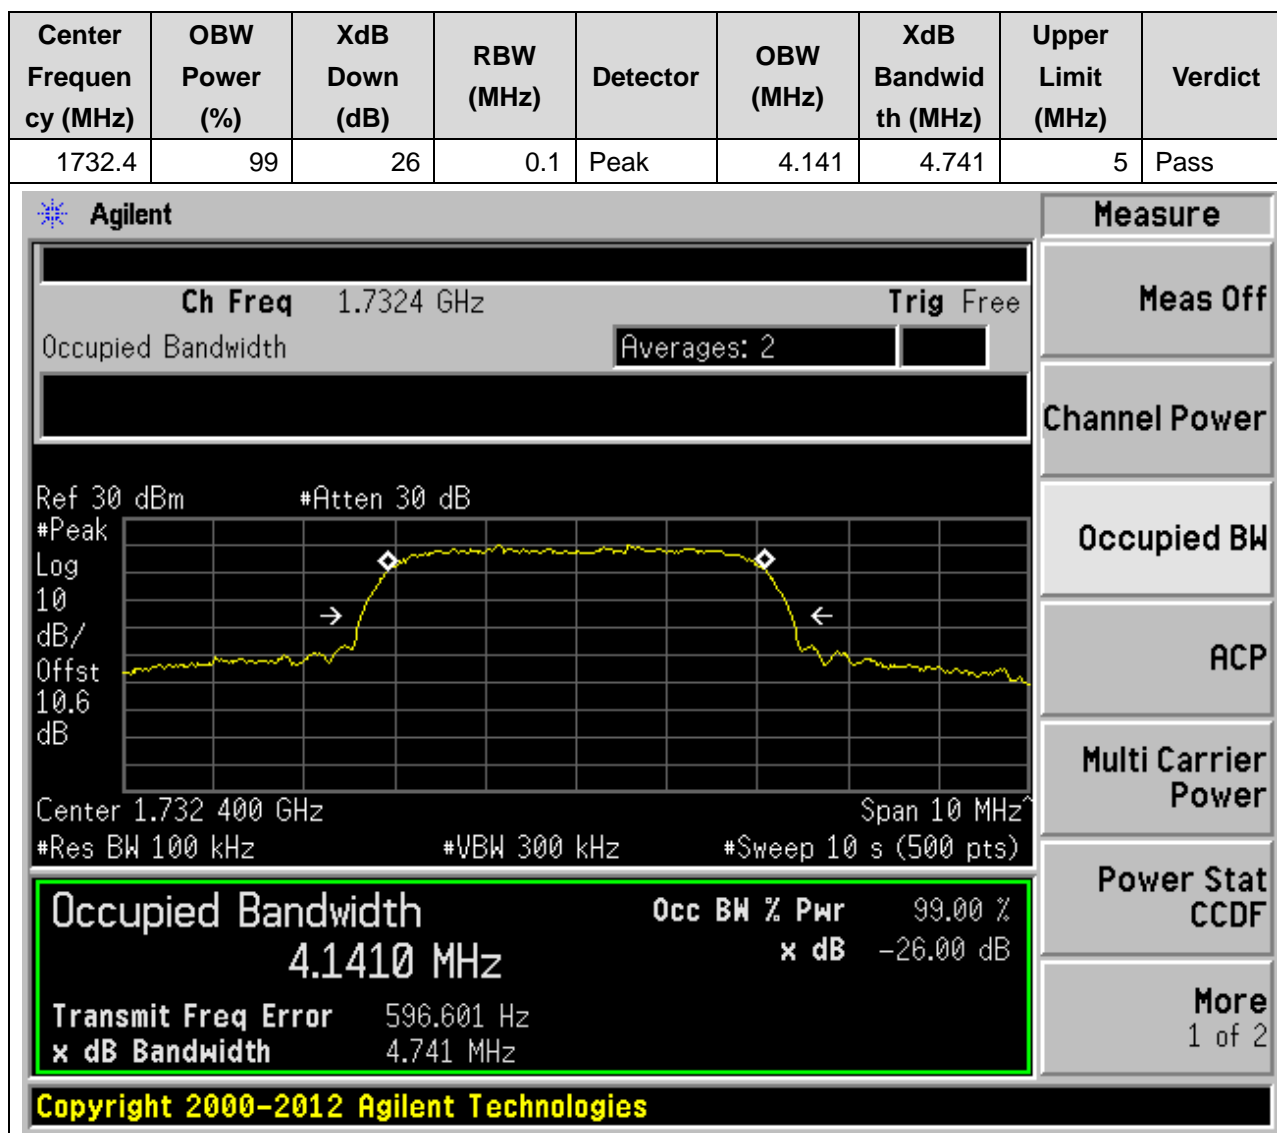 Center Frequen cy (MHz) OBW Power (%) XdB Down (dB) RBW (MHz) Detector OBW (MHz) XdB Bandwid th (MHz) Upper Limit (MHz) Verdict
1732.4 99 26 0.1 Peak 4.141 4.741 5 Pass
Agilent
Measure
Ch Freq 1.7324 GHz Trig Free
Meas Off
Occupied Bandwidth Averages: 2
Channel Power
Ref 30 dBm #Atten 30 dB
#Peak
Log
10
dB/
Offst
10.6
dB
Occupied BW
ACP
Multi Carrier
Power
Center 1.732 400 GHz Span 10 MHz^
#Res BW 100 kHz #VBW 300 kHz #Sweep 10 s (500 pts)
Power Stat
CCDF
Occupied Bandwidth Occ BW % Pwr 99.00 %
4.1410 MHz x dB -26.00 dB
Transmit Freq Error 596.601 Hz
x dB Bandwidth 4.741 MHz
More
1 of 2
Copyright 2000-2012 Agilent Technologies